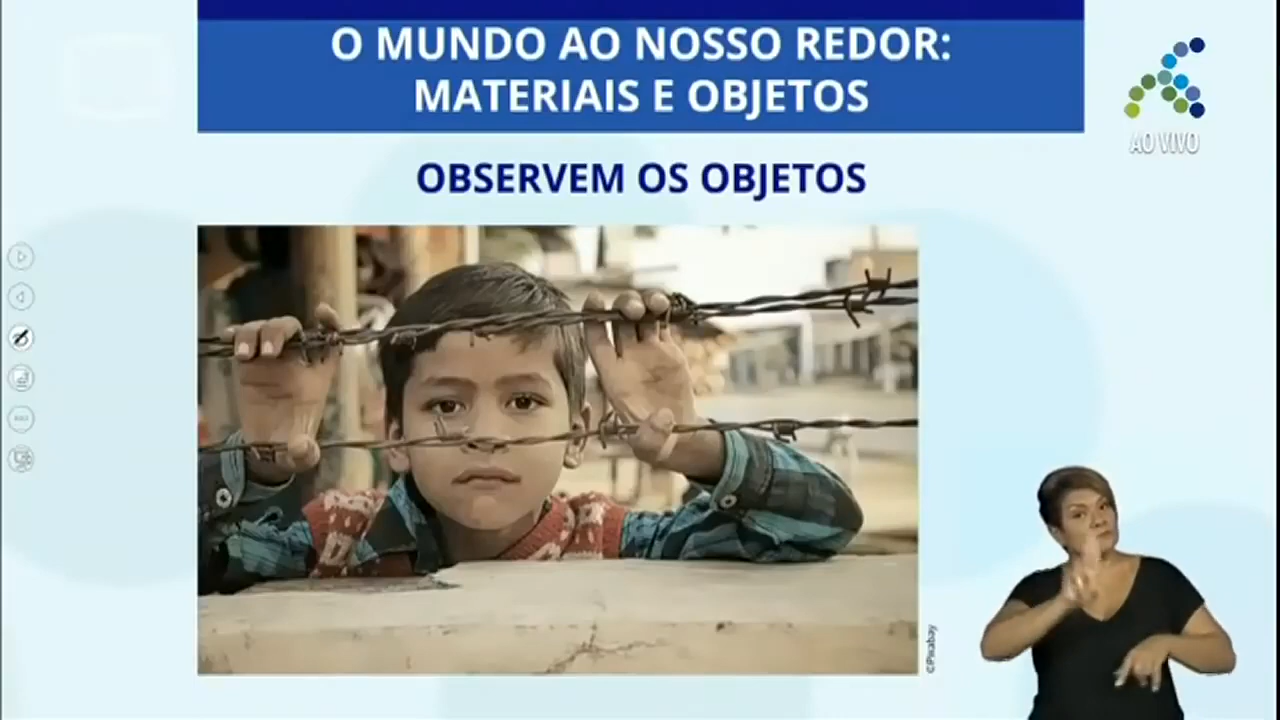 O MUNDO AO NOSSO REDOR:
MATERIAIS E OBJETOS
AO VIVO
OBSERVEM OS OBJETOS
©Pixabay